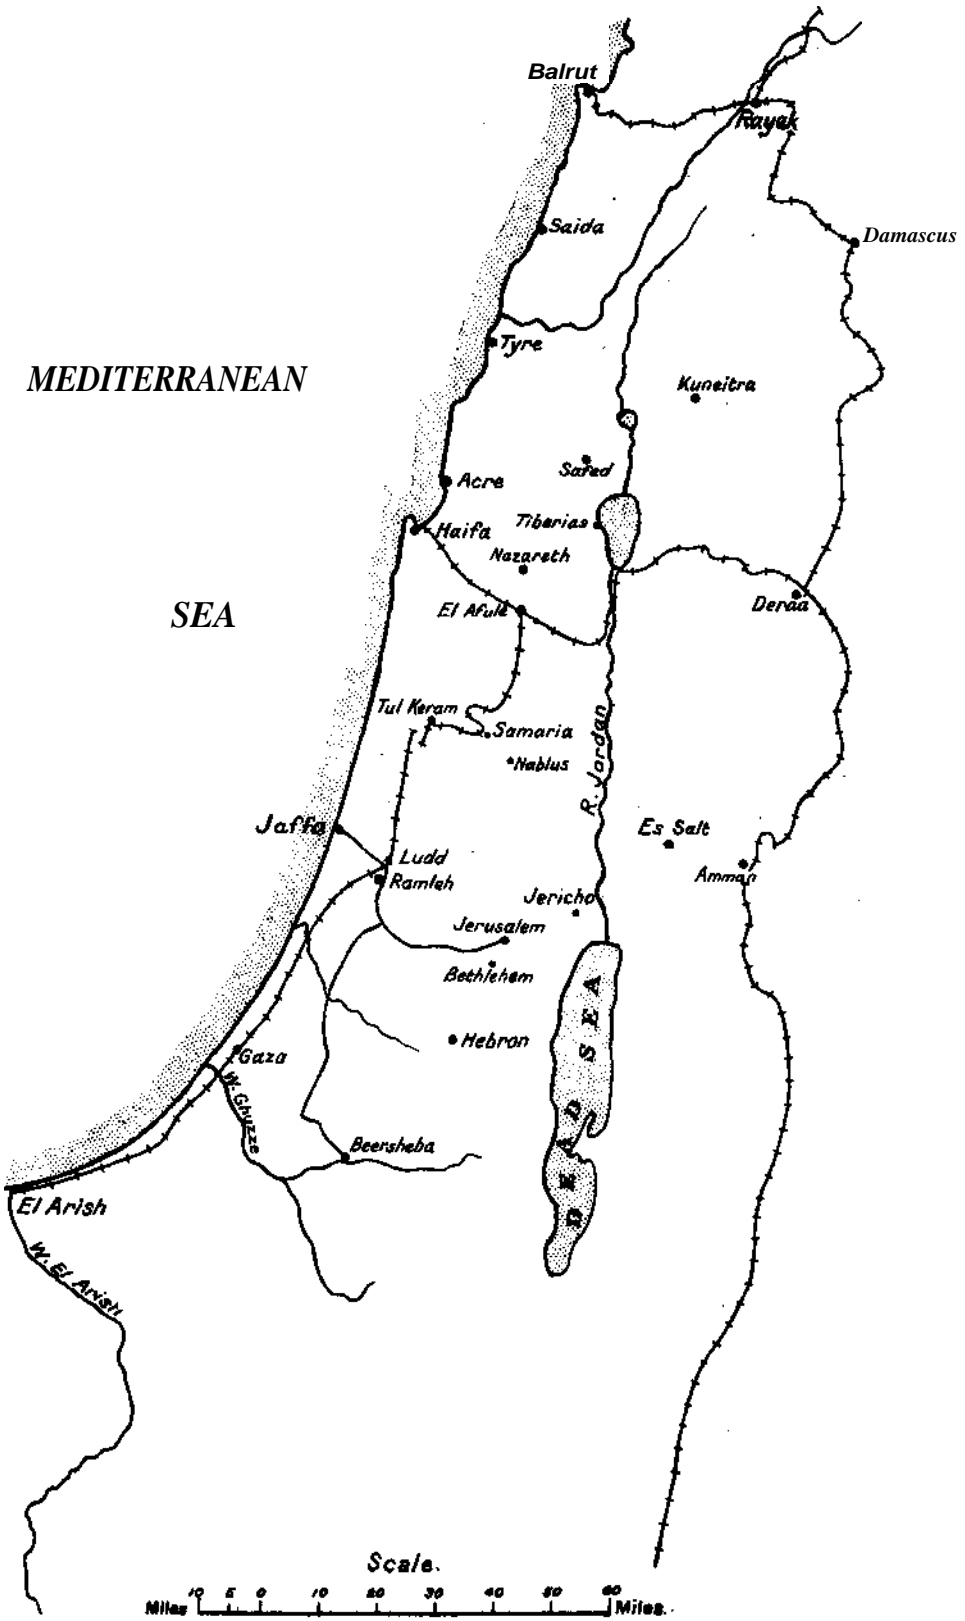 Balrut
Rayak
Saida
Damascus
Tyre
MEDITERRANEAN
Kuneitra
Safed
Acre
Tiberias
Haifa
Nazareth
El Afule
Deraa
SEA
Tul Keram
Samaria
R. Jordan
Nablus
Jaffa
Es Salt
Ludd
Amman
Ramleh
Jericho
Jerusalem
Bethleham
DEAD SEA
Hebron
Gaza
W. Ghuzze
Beersheba
El Arish
W. El Arish
Scale.
10 5 0 10 20 30 40 50 60
Miles Miles.